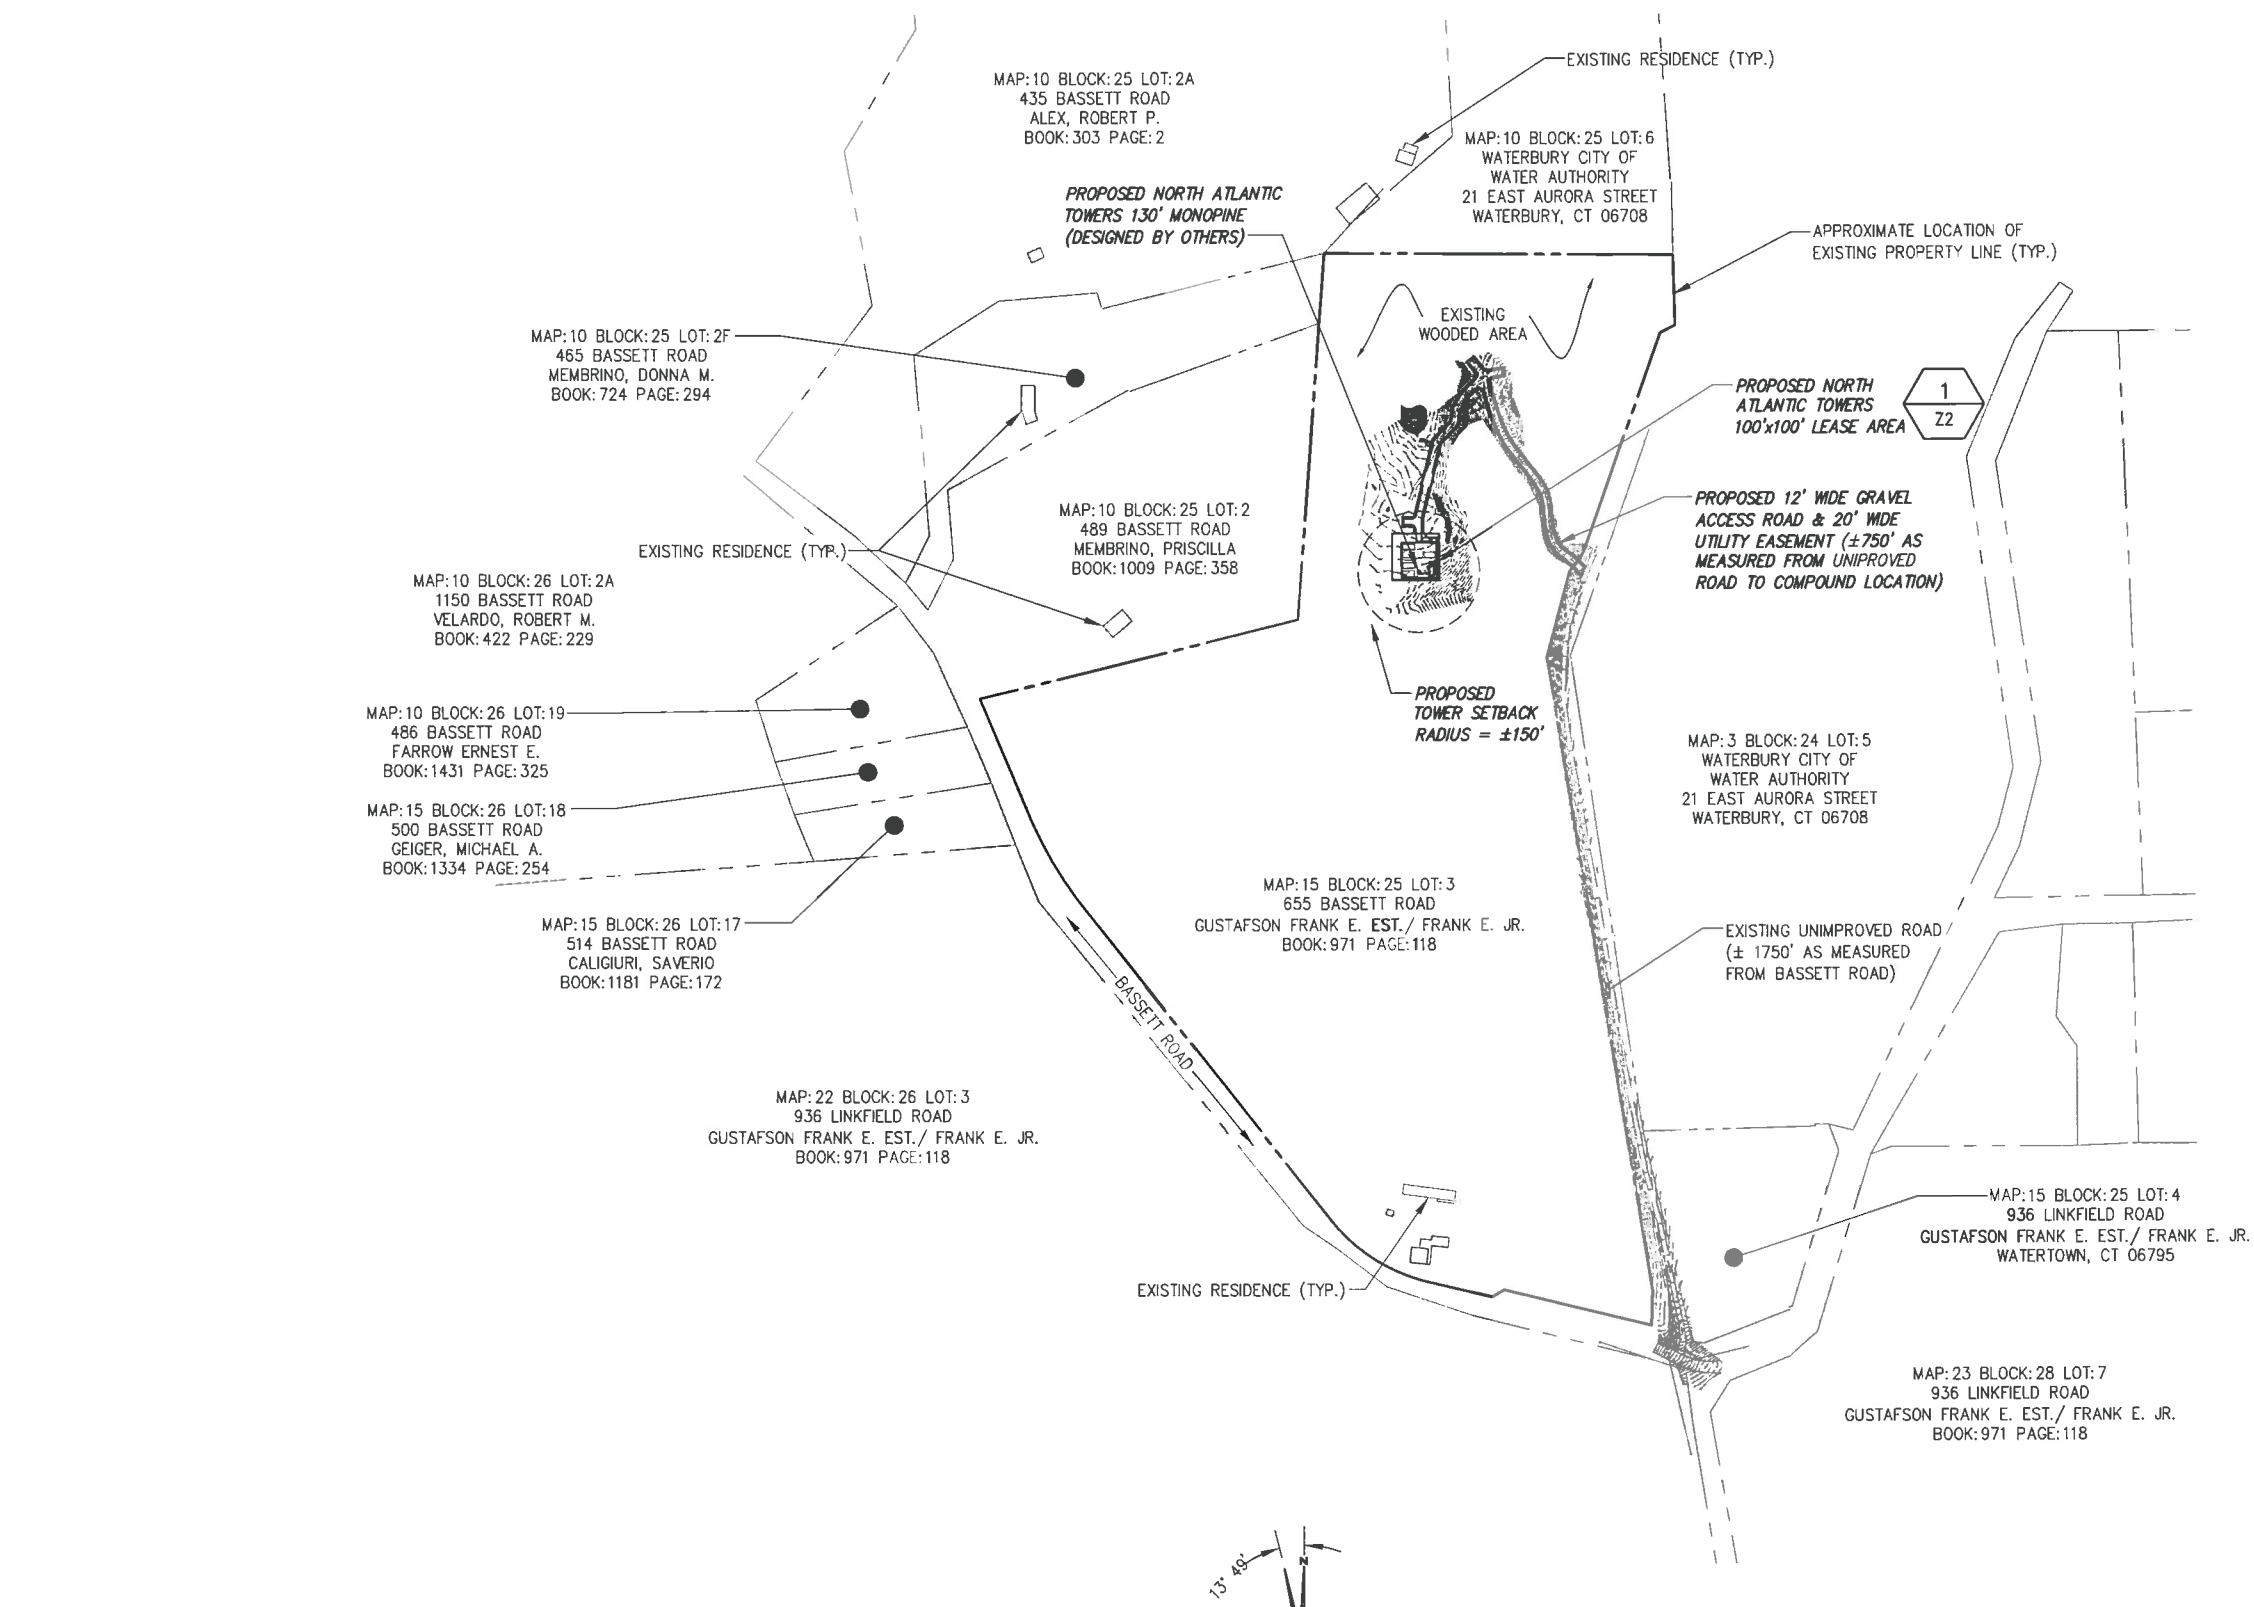 EXISTING RESIDENCE (TYP.)
MAP:10 BLOCK:25 LOT:2A
435 BASSETT ROAD
ALEX, ROBERT P.
BOOK:303 PAGE:2
MAP:10 BLOCK:25 LOT:6
WATERBURY CITY OF
WATER AUTHORITY
21 EAST AURORA STREET
WATERBURY, CT 06708
PROPOSED NORTH ATLANTIC
TOWERS 130' MONOPINE
(DESIGNED BY OTHERS)
APPROXIMATE LOCATION OF
EXISTING PROPERTY LINE (TYP.)
EXISTING
WOODED AREA
MAP:10 BLOCK:25 LOT:2F
465 BASSETT ROAD
MEMBRINO, DONNA M.
BOOK:724 PAGE:294
PROPOSED NORTH
ATLANTIC TOWERS
100'x100' LEASE AREA
1
Z2
PROPOSED 12' WIDE GRAVEL
ACCESS ROAD & 20' WIDE
UTILITY EASEMENT (±750' AS
MEASURED FROM UNIPROVED
ROAD TO COMPOUND LOCATION)
MAP:10 BLOCK:25 LOT:2
489 BASSETT ROAD
MEMBRINO, PRISCILLA
BOOK:1009 PAGE:358
EXISTING RESIDENCE (TYP.)
MAP:10 BLOCK:26 LOT:2A
1150 BASSETT ROAD
VELARDO, ROBERT M.
BOOK:422 PAGE:229
PROPOSED
TOWER SETBACK
RADIUS = ±150'
MAP:10 BLOCK:26 LOT:19
486 BASSETT ROAD
FARROW ERNEST E.
BOOK:1431 PAGE:325
MAP:3 BLOCK:24 LOT:5
WATERBURY CITY OF
WATER AUTHORITY
21 EAST AURORA STREET
WATERBURY, CT 06708
MAP:15 BLOCK:26 LOT:18
500 BASSETT ROAD
GEIGER, MICHAEL A.
BOOK:1334 PAGE:254
MAP:15 BLOCK:25 LOT:3
655 BASSETT ROAD
GUSTAFSON FRANK E. EST./ FRANK E. JR.
BOOK:971 PAGE:118
MAP:15 BLOCK:26 LOT:17
514 BASSETT ROAD
CALIGIURI, SAVERIO
BOOK:1181 PAGE:172
EXISTING UNIMPROVED ROAD
(± 1750' AS MEASURED
FROM BASSETT ROAD)
BASSETT ROAD
MAP:22 BLOCK:26 LOT:3
936 LINKFIELD ROAD
GUSTAFSON FRANK E. EST./ FRANK E. JR.
BOOK:971 PAGE:118
MAP:15 BLOCK:25 LOT:4
936 LINKFIELD ROAD
GUSTAFSON FRANK E. EST./ FRANK E. JR.
WATERTOWN, CT 06795
EXISTING RESIDENCE (TYP.)
MAP:23 BLOCK:28 LOT:7
936 LINKFIELD ROAD
GUSTAFSON FRANK E. EST./ FRANK E. JR.
BOOK:971 PAGE:118
13° 49'
N